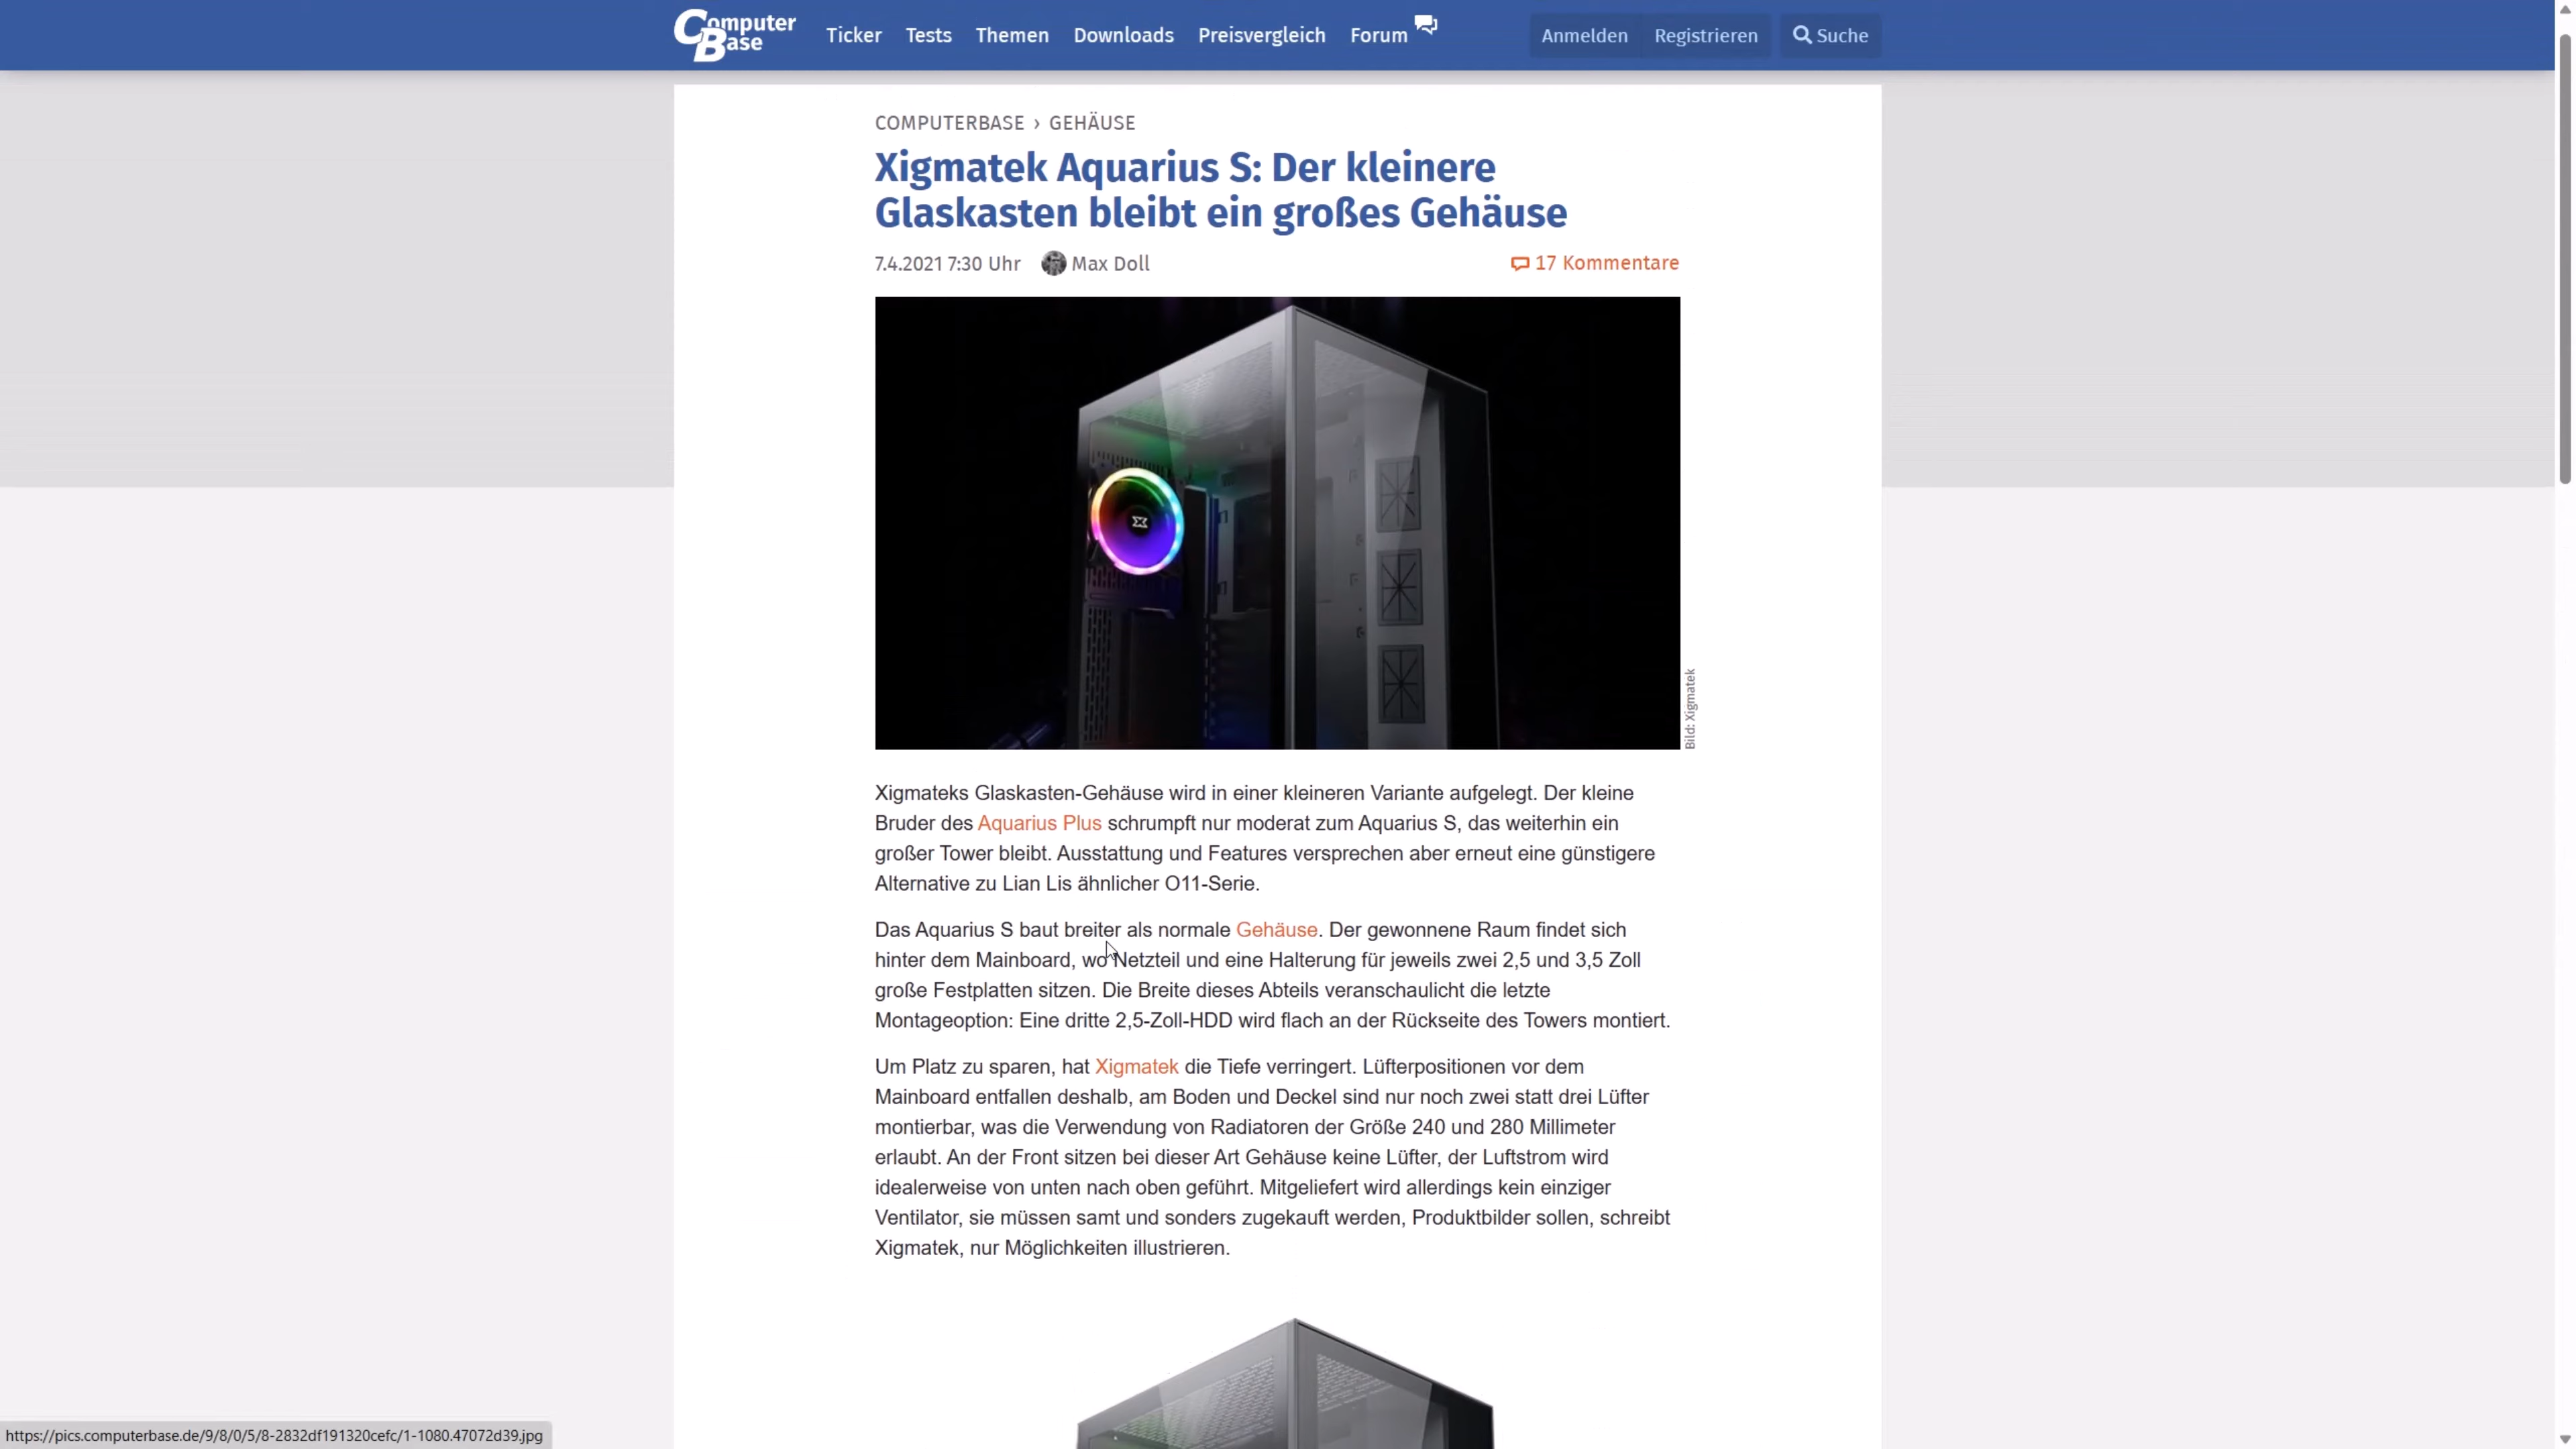 Computer Base
Ticker Tests Themen Downloads Preisvergleich Forum Anmelden Registrieren Suche
COMPUTERBASE › GEHÄUSE
Xigmatek Aquarius S: Der kleinere
Glaskasten bleibt ein großes Gehäuse
7.4.2021 7:30 Uhr Max Doll 17 Kommentare
Bild: Xigmatek
Xigmateks Glaskasten-Gehäuse wird in einer kleineren Variante aufgelegt. Der kleine
Bruder des Aquarius Plus schrumpft nur moderat zum Aquarius S, das weiterhin ein
großer Tower bleibt. Ausstattung und Features versprechen aber erneut eine günstigere
Alternative zu Lian Lis ähnlicher O11-Serie.
Das Aquarius S baut breiter als normale Gehäuse. Der gewonnene Raum findet sich
hinter dem Mainboard, wo Netzteil und eine Halterung für jeweils zwei 2,5 und 3,5 Zoll
große Festplatten sitzen. Die Breite dieses Abteils veranschaulicht die letzte
Montageoption: Eine dritte 2,5-Zoll-HDD wird flach an der Rückseite des Towers montiert.
Um Platz zu sparen, hat Xigmatek die Tiefe verringert. Lüfterpositionen vor dem
Mainboard entfallen deshalb, am Boden und Deckel sind nur noch zwei statt drei Lüfter
montierbar, was die Verwendung von Radiatoren der Größe 240 und 280 Millimeter
erlaubt. An der Front sitzen bei dieser Art Gehäuse keine Lüfter, der Luftstrom wird
idealerweise von unten nach oben geführt. Mitgeliefert wird allerdings kein einziger
Ventilator, sie müssen samt und sonders zugekauft werden, Produktbilder sollen, schreibt
Xigmatek, nur Möglichkeiten illustrieren.
https://pics.computerbase.de/9/8/0/5/8-2832df191320cefc/1-1080.47072d39.jpg